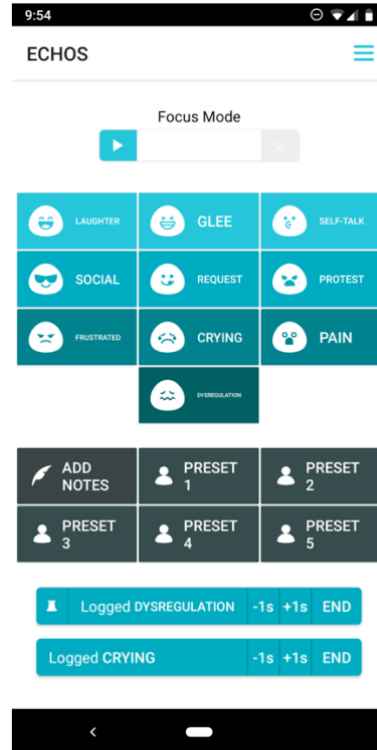 9:54
ECHOS
Focus Mode
LAUGHTER
GLEE
SELF-TALK
SOCIAL
REQUEST
PROTEST
FRUSTRATED
CRYING
PAIN
DYSREGULATION
ADD
NOTES
PRESET
1
PRESET
2
PRESET
3
PRESET
4
PRESET
5
Logged DYSREGULATION -1s +1s END
Logged CRYING -1s +1s END